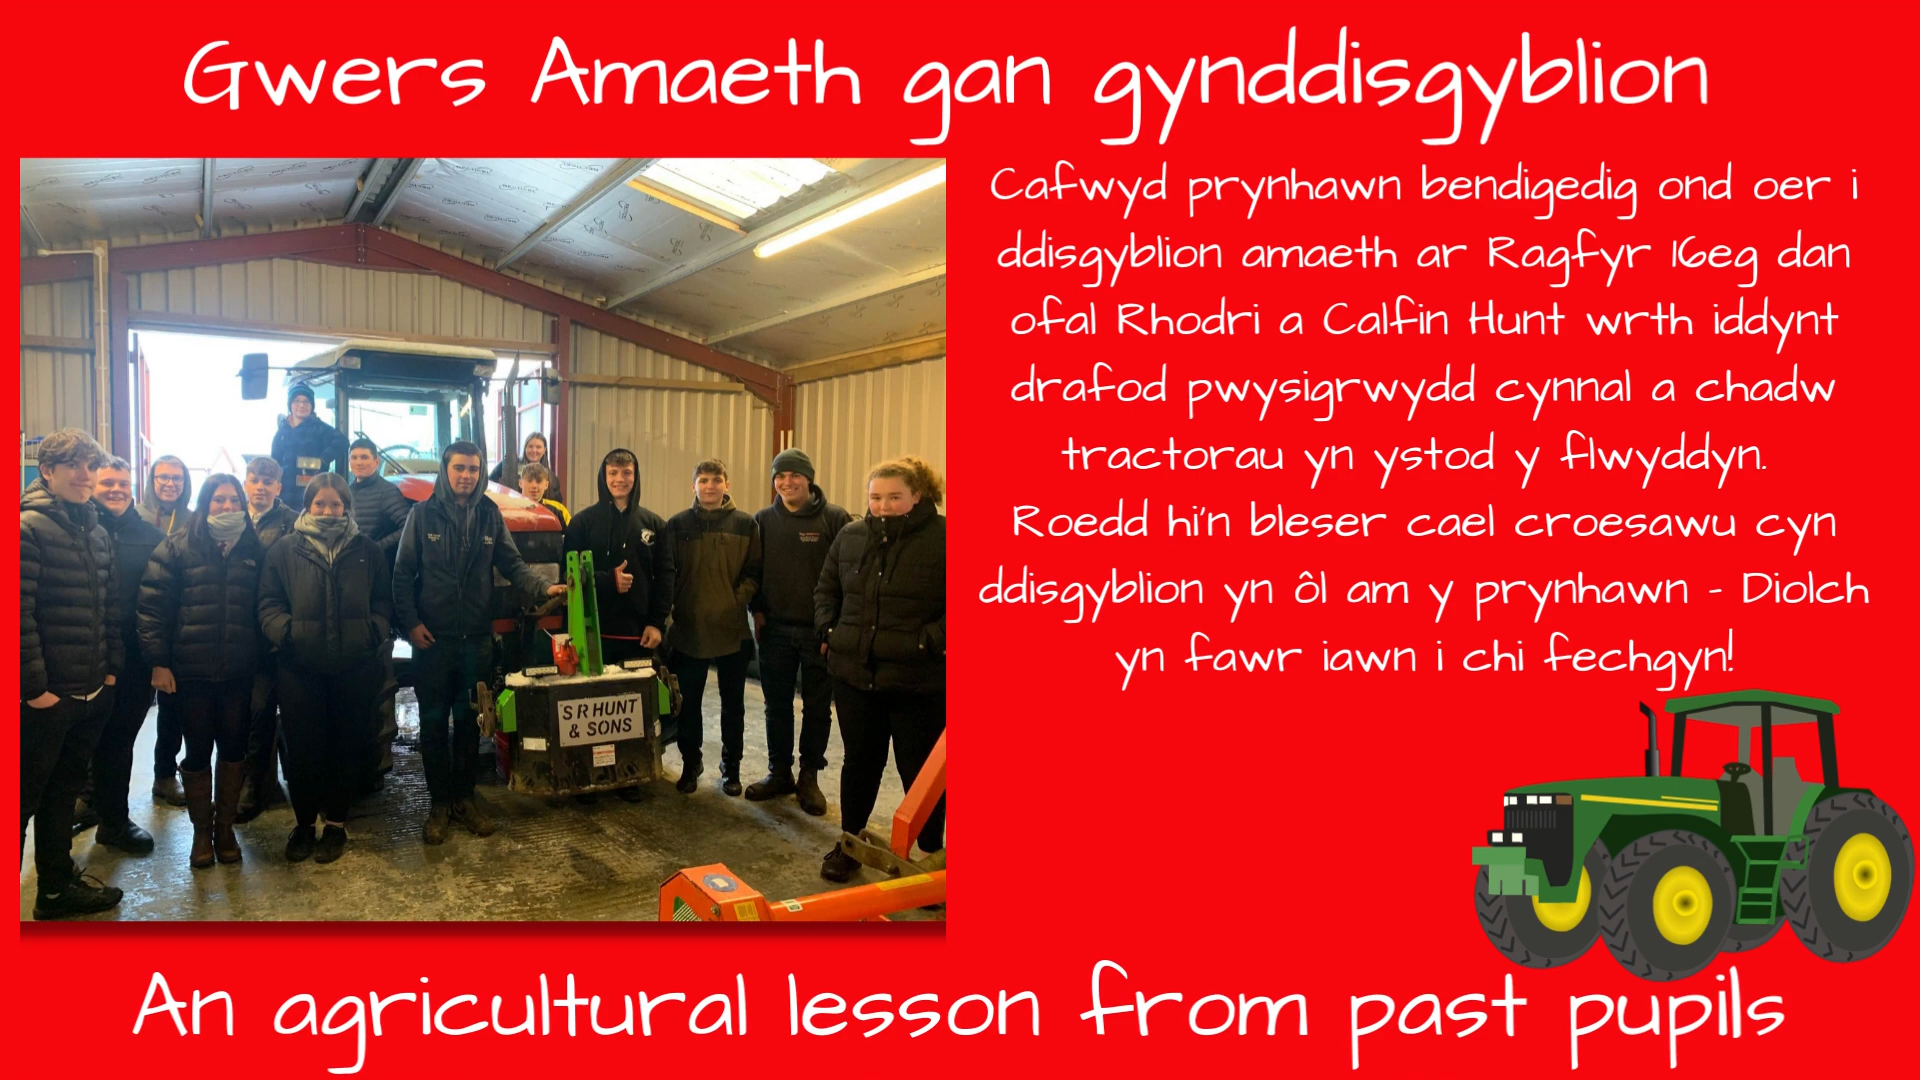 Gwers Amaeth gan gynddisgyblion
Cafwyd prynhawn bendigedig ond oer i
ddisgyblion amaeth ar Ragfyr 16eg dan
ofal Rhodri a Calfin Hunt wrth iddynt
drafod pwysigrwydd cynnal a chadw
tractorau yn ystod y flwyddyn.
Roedd hi'n bleser cael croesawu cyn
ddisgyblion yn ôl am y prynhawn - Diolch
yn fawr iawn i chi fechgyn!
S R HUNT
& SONS
An agricultural lesson from past pupils